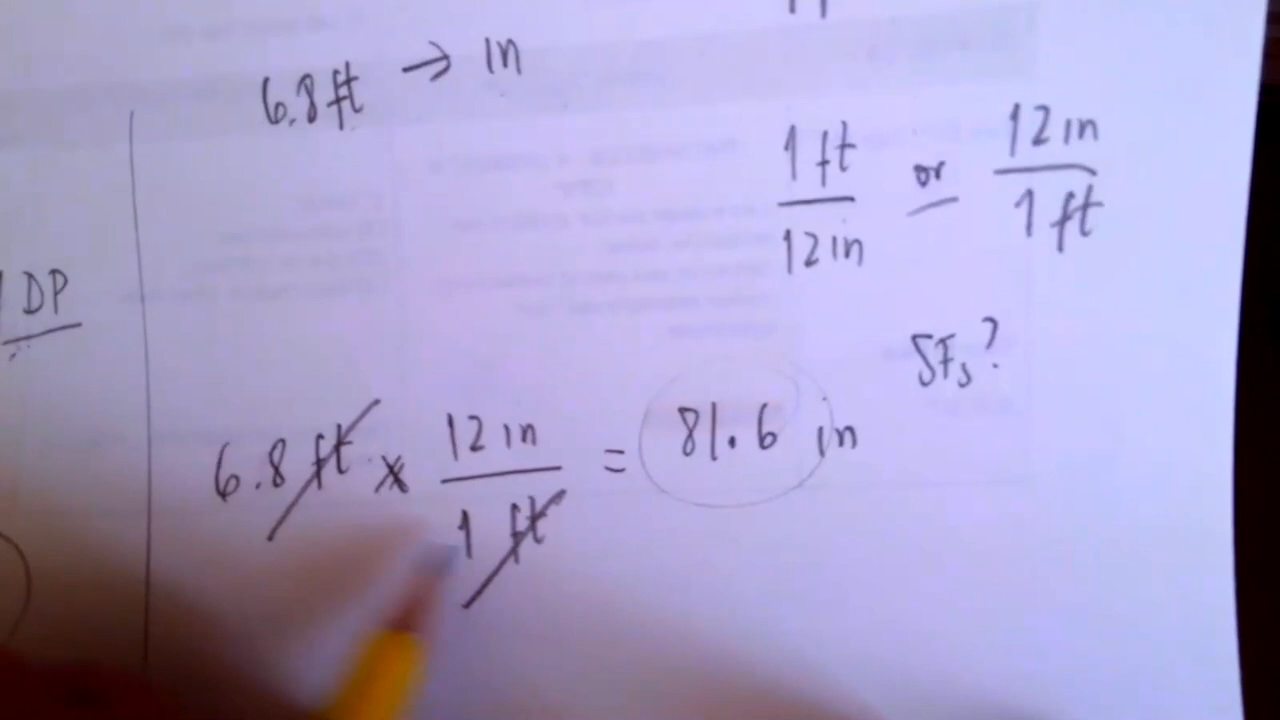 6.8 ft → in
1 ft
12 in
or
12 in
1 ft
DP
SFs?
6.8 ft × 12 in = 81.6 in
1 ft